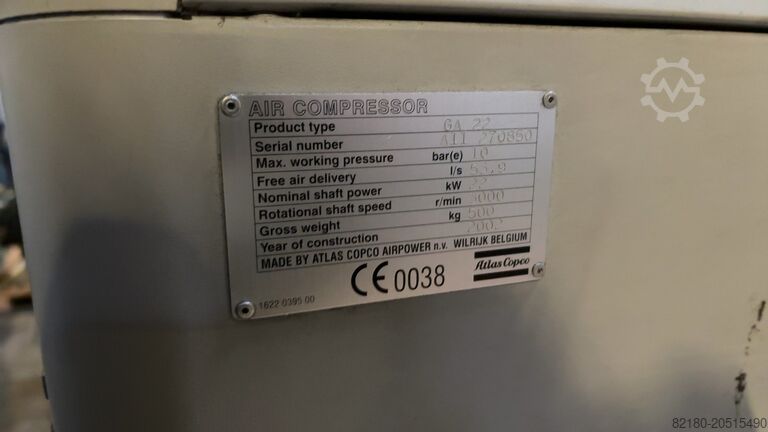 AIR COMPRESSOR
Product type GA 22
Serial number AII 270850
Max. working pressure bar(e) 10
Free air delivery l/s 53,9
Nominal shaft power kW 22
Rotational shaft speed r/min 3000
Gross weight kg 500
Year of construction 2002
MADE BY ATLAS COPCO AIRPOWER n.v. WILRIJK BELGIUM
CE 0038
Atlas Copco
1622 0395 00
82180-20515490